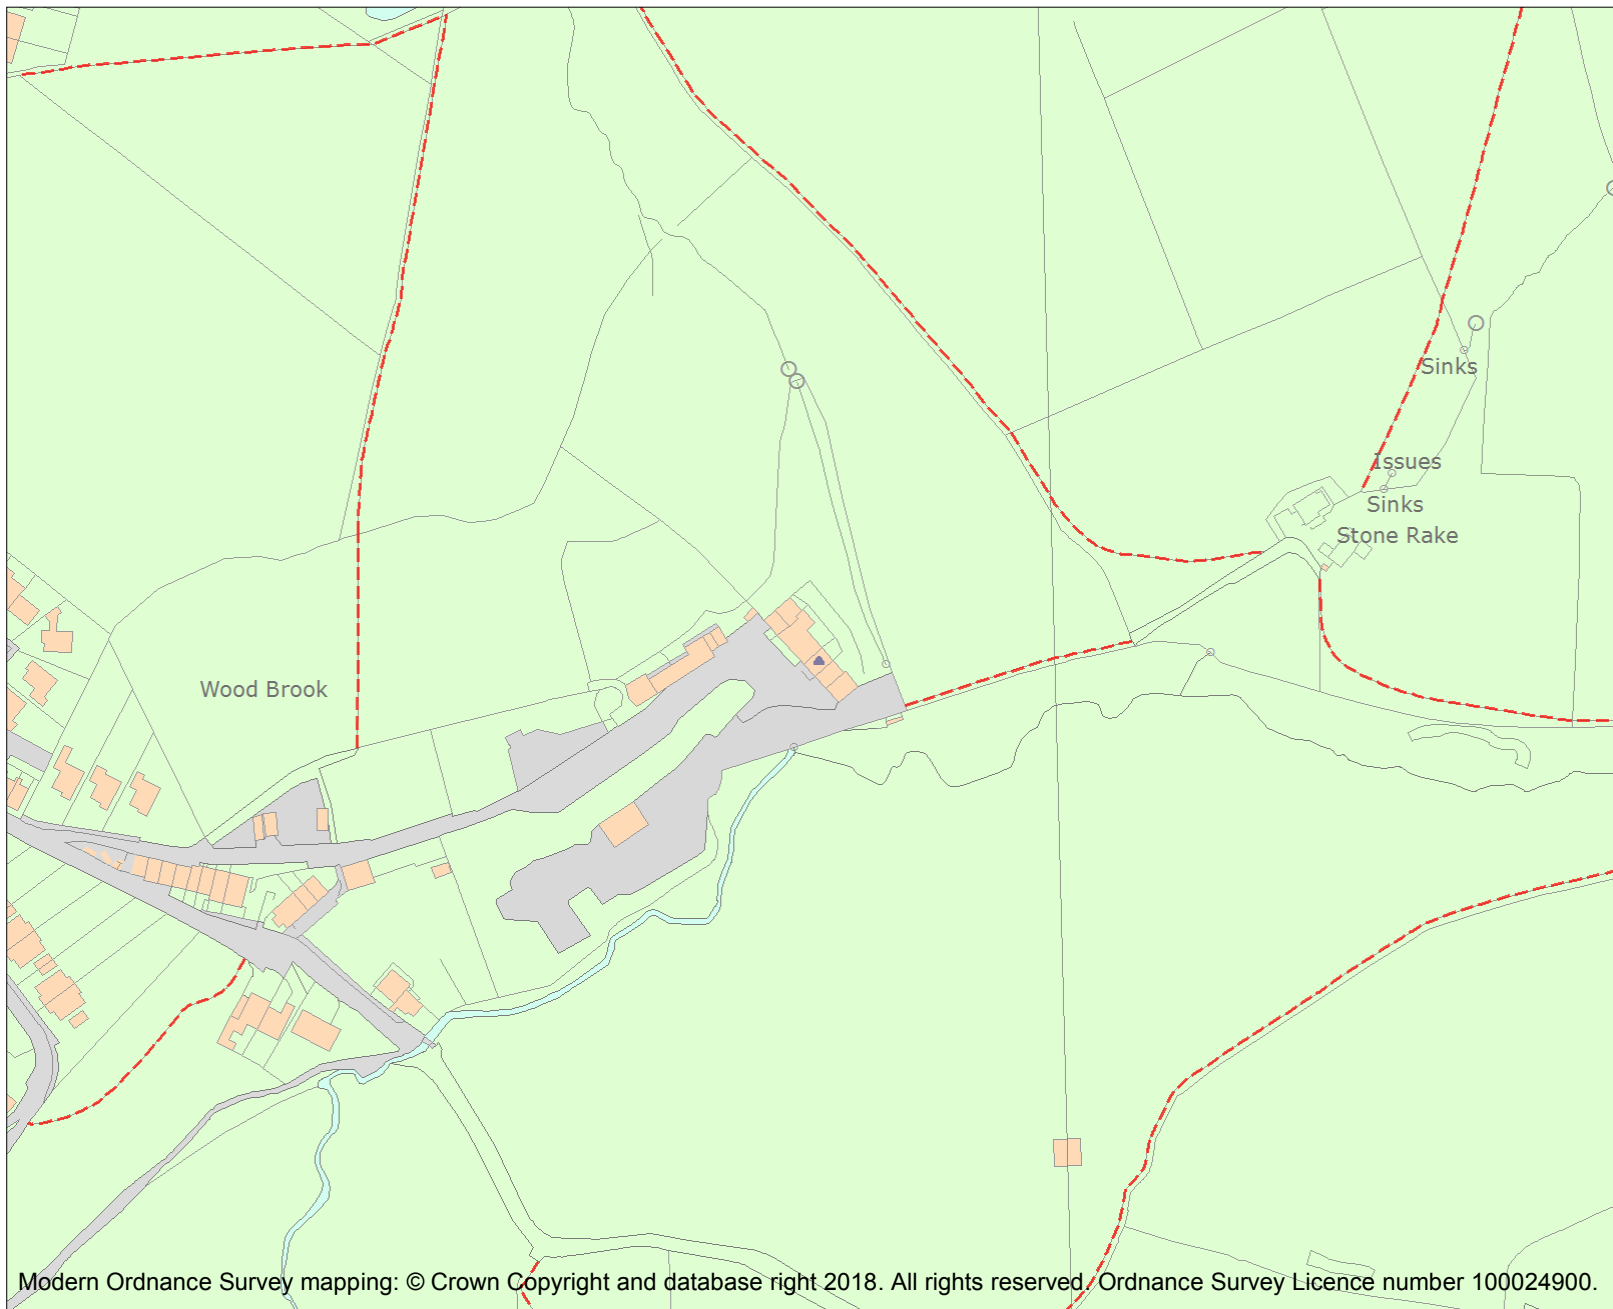 Sinks
Issues
Sinks
Stone Rake
Wood Brook
Modern Ordnance Survey mapping: © Crown Copyright and database right 2018. All rights reserved. Ordnance Survey Licence number 100024900.